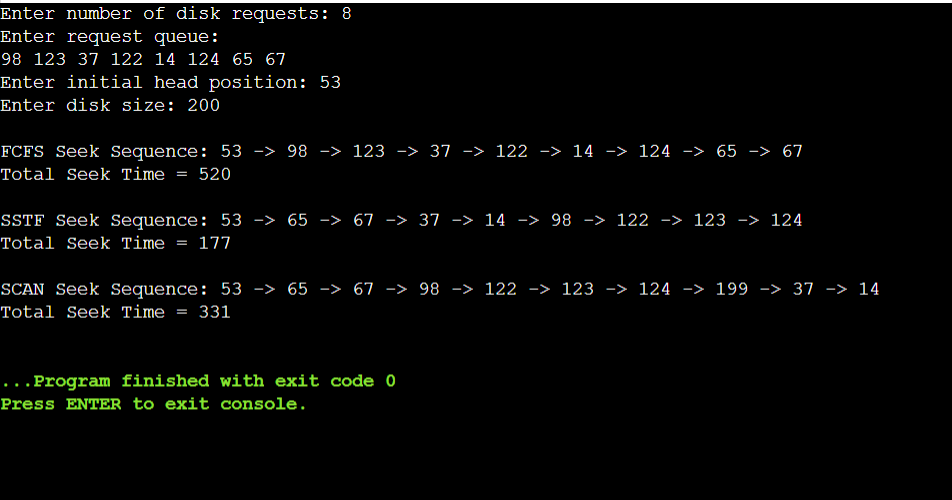 Enter number of disk requests: 8
Enter request queue:
98 123 37 122 14 124 65 67
Enter initial head position: 53
Enter disk size: 200
FCFS Seek Sequence: 53 -> 98 -> 123 -> 37 -> 122 -> 14 -> 124 -> 65 -> 67
Total Seek Time = 520
SSTF Seek Sequence: 53 -> 65 -> 67 -> 37 -> 14 -> 98 -> 122 -> 123 -> 124
Total Seek Time = 177
SCAN Seek Sequence: 53 -> 65 -> 67 -> 98 -> 122 -> 123 -> 124 -> 199 -> 37 -> 14
Total Seek Time = 331
...Program finished with exit code 0
Press ENTER to exit console.